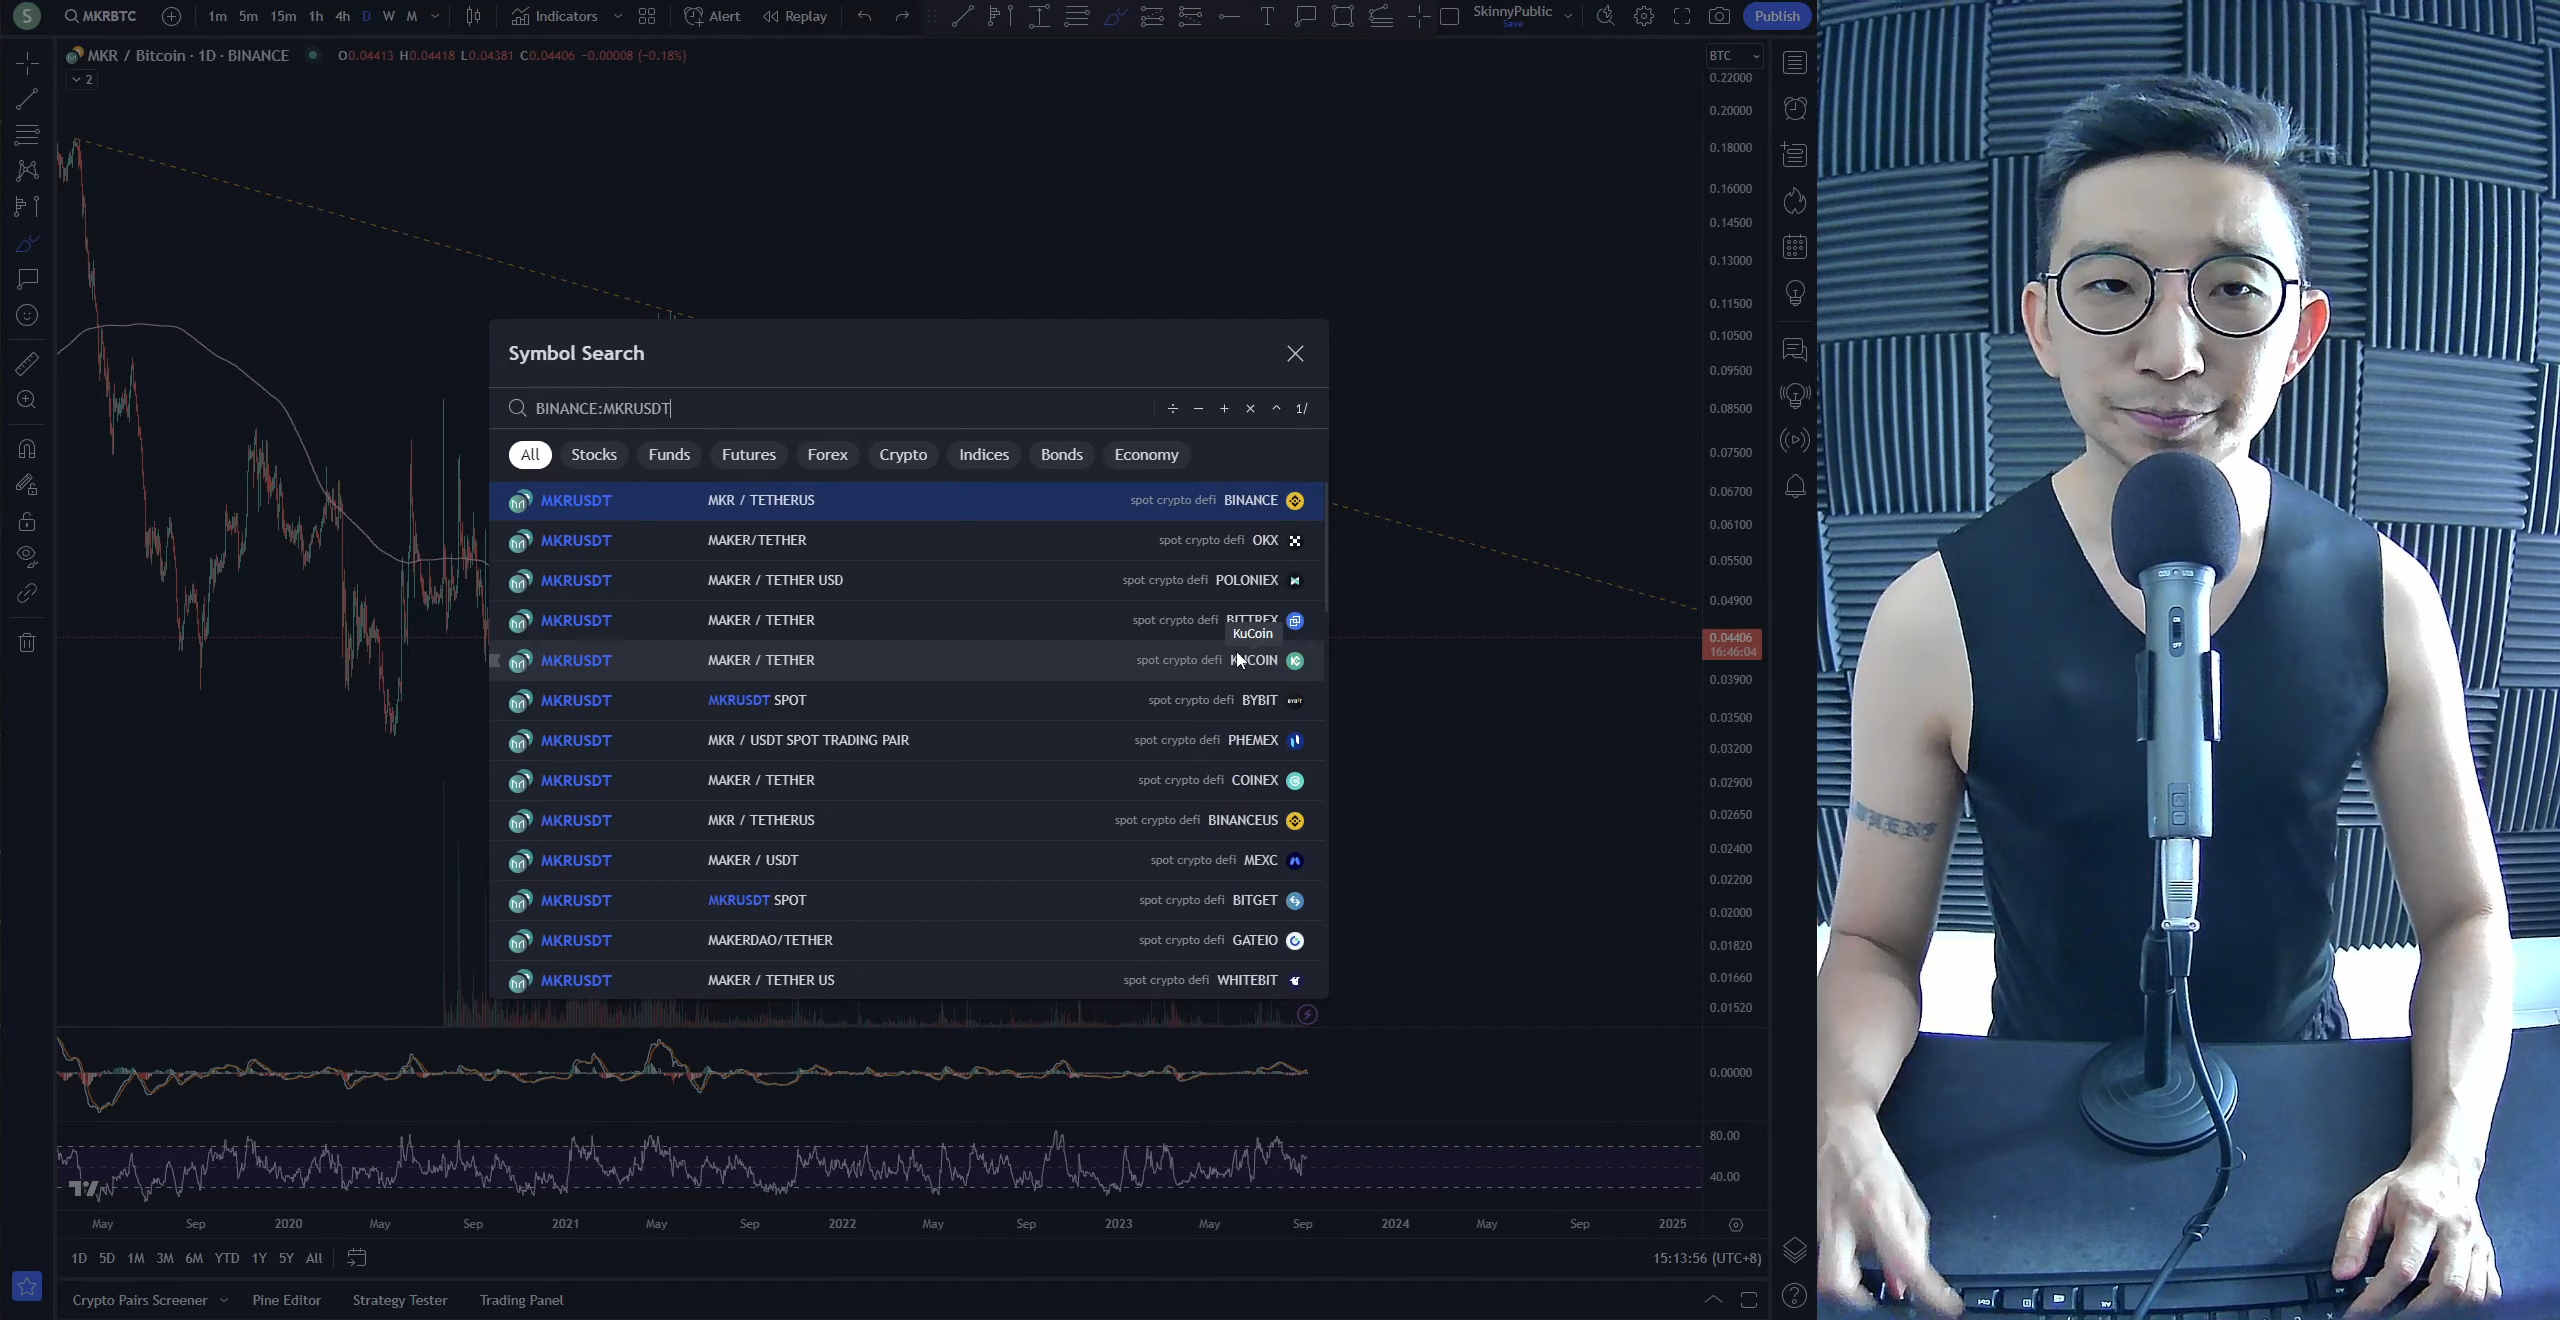 S MKRBTC 1m 5m 15m 1h 4h D W M Indicators Alert Replay SkinnyPublic Save Publish
MKR / Bitcoin · 1D · BINANCE O0.04413 H0.04418 L0.04381 C0.04406 −0.00008 (−0.18%) BTC
2
0.22000
0.20000
0.18000
0.16000
0.14500
0.13000
0.11500
0.10500
0.09500
0.08500
0.07500
0.06700
0.06100
0.05500
0.04900
0.04406
16:46:04
0.03900
0.03500
0.03200
0.02900
0.02650
0.02400
0.02200
0.02000
0.01820
0.01660
0.01520
Symbol Search
BINANCE:MKRUSDT ÷ − + × ^ 1/
All Stocks Funds Futures Forex Crypto Indices Bonds Economy
MKRUSDT MKR / TETHERUS spot crypto defi BINANCE
MKRUSDT MAKER/TETHER spot crypto defi OKX
MKRUSDT MAKER / TETHER USD spot crypto defi POLONIEX
MKRUSDT MAKER / TETHER spot crypto defi BITTREX
KuCoin
MKRUSDT MAKER / TETHER spot crypto defi KUCOIN
MKRUSDT MKRUSDT SPOT spot crypto defi BYBIT
MKRUSDT MKR / USDT SPOT TRADING PAIR spot crypto defi PHEMEX
MKRUSDT MAKER / TETHER spot crypto defi COINEX
MKRUSDT MKR / TETHERUS spot crypto defi BINANCEUS
MKRUSDT MAKER / USDT spot crypto defi MEXC
MKRUSDT MKRUSDT SPOT spot crypto defi BITGET
MKRUSDT MAKERDAO/TETHER spot crypto defi GATEIO
MKRUSDT MAKER / TETHER US spot crypto defi WHITEBIT
0.00000
80.00
40.00
May Sep 2020 May Sep 2021 May Sep 2022 May Sep 2023 May Sep 2024 May Sep 2025
1D 5D 1M 3M 6M YTD 1Y 5Y All 15:13:56 (UTC+8)
Crypto Pairs Screener Pine Editor Strategy Tester Trading Panel